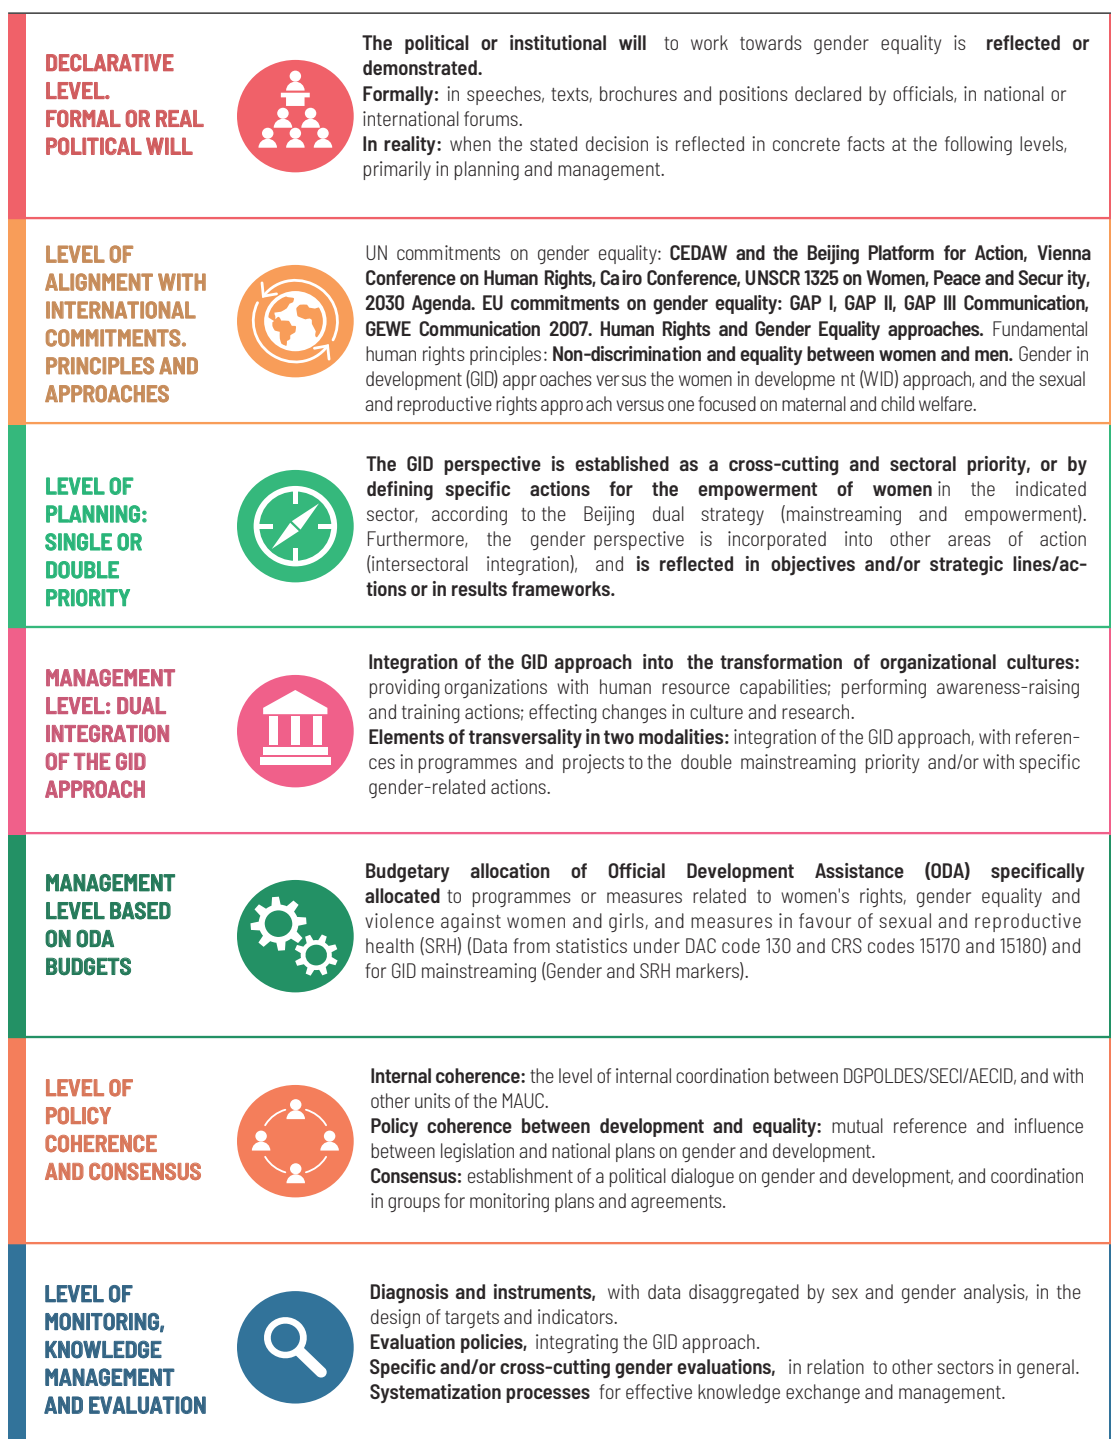 DECLARATIVE
LEVEL.
FORMAL OR REAL
POLITICAL WILL
The political or institutional will to work towards gender equality is reflected or
demonstrated.
Formally: in speeches, texts, brochures and positions declared by officials, in national or
international forums.
In reality: when the stated decision is reflected in concrete facts at the following levels,
primarily in planning and management.
LEVEL OF
ALIGNMENT WITH
INTERNATIONAL
COMMITMENTS.
PRINCIPLES AND
APPROACHES
UN commitments on gender equality: CEDAW and the Beijing Platform for Action, Vienna
Conference on Human Rights, Cairo Conference, UNSCR 1325 on Women, Peace and Secur ity,
2030 Agenda. EU commitments on gender equality: GAP I, GAP II, GAP III Communication,
GEWE Communication 2007. Human Rights and Gender Equality approaches. Fundamental
human rights principles: Non-discrimination and equality between women and men. Gender in
development (GID) appr oaches versus the women in developme nt (WID) approach, and the sexual
and reproductive rights appro ach versus one focused on maternal and child welfare.
LEVEL OF
PLANNING:
SINGLE OR
DOUBLE
PRIORITY
The GID perspective is established as a cross-cutting and sectoral priority, or by
defining specific actions for the empowerment of women in the indicated
sector, according to the Beijing dual strategy (mainstreaming and empowerment).
Furthermore, the gender perspective is incorporated into other areas of action
(intersectoral integration), and is reflected in objectives and/or strategic lines/ac-
tions or in results frameworks.
MANAGEMENT
LEVEL: DUAL
INTEGRATION
OF THE GID
APPROACH
Integration of the GID approach into the transformation of organizational cultures:
providing organizations with human resource capabilities; performing awareness-raising
and training actions; effecting changes in culture and research.
Elements of transversality in two modalities: integration of the GID approach, with referen-
ces in programmes and projects to the double mainstreaming priority and/or with specific
gender-related actions.
MANAGEMENT
LEVEL BASED
ON ODA
BUDGETS
Budgetary allocation of Official Development Assistance (ODA) specifically
allocated to programmes or measures related to women's rights, gender equality and
violence against women and girls, and measures in favour of sexual and reproductive
health (SRH) (Data from statistics under DAC code 130 and CRS codes 15170 and 15180) and
for GID mainstreaming (Gender and SRH markers).
LEVEL OF
POLICY
COHERENCE
AND CONSENSUS
Internal coherence: the level of internal coordination between DGPOLDES/SECI/AECID, and with
other units of the MAUC.
Policy coherence between development and equality: mutual reference and influence
between legislation and national plans on gender and development.
Consensus: establishment of a political dialogue on gender and development, and coordination
in groups for monitoring plans and agreements.
LEVEL OF
MONITORING,
KNOWLEDGE
MANAGEMENT
AND EVALUATION
Diagnosis and instruments, with data disaggregated by sex and gender analysis, in the
design of targets and indicators.
Evaluation policies, integrating the GID approach.
Specific and/or cross-cutting gender evaluations, in relation to other sectors in general.
Systematization processes for effective knowledge exchange and management.